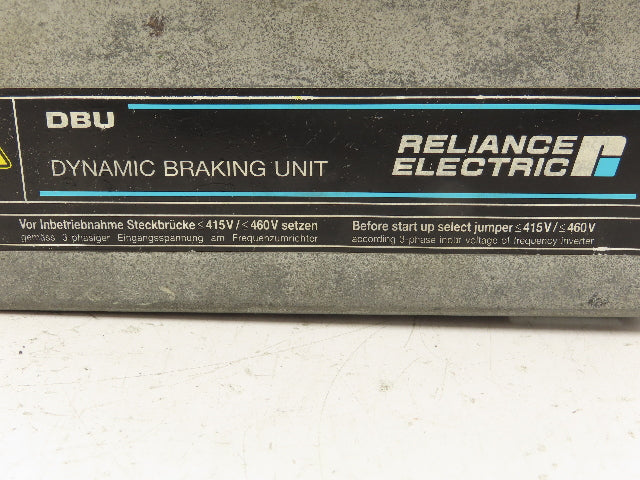 DBU
DYNAMIC BRAKING UNIT
RELIANCE
ELECTRIC
Vor Inbetriebnahme Steckbrücke ≤415V/≤460V setzen
gemäss 3-phasiger Eingangsspannung am Frequenzumrichter
Before start up select jumper ≤415V/≤460V
according 3-phase input voltage of frequency inverter